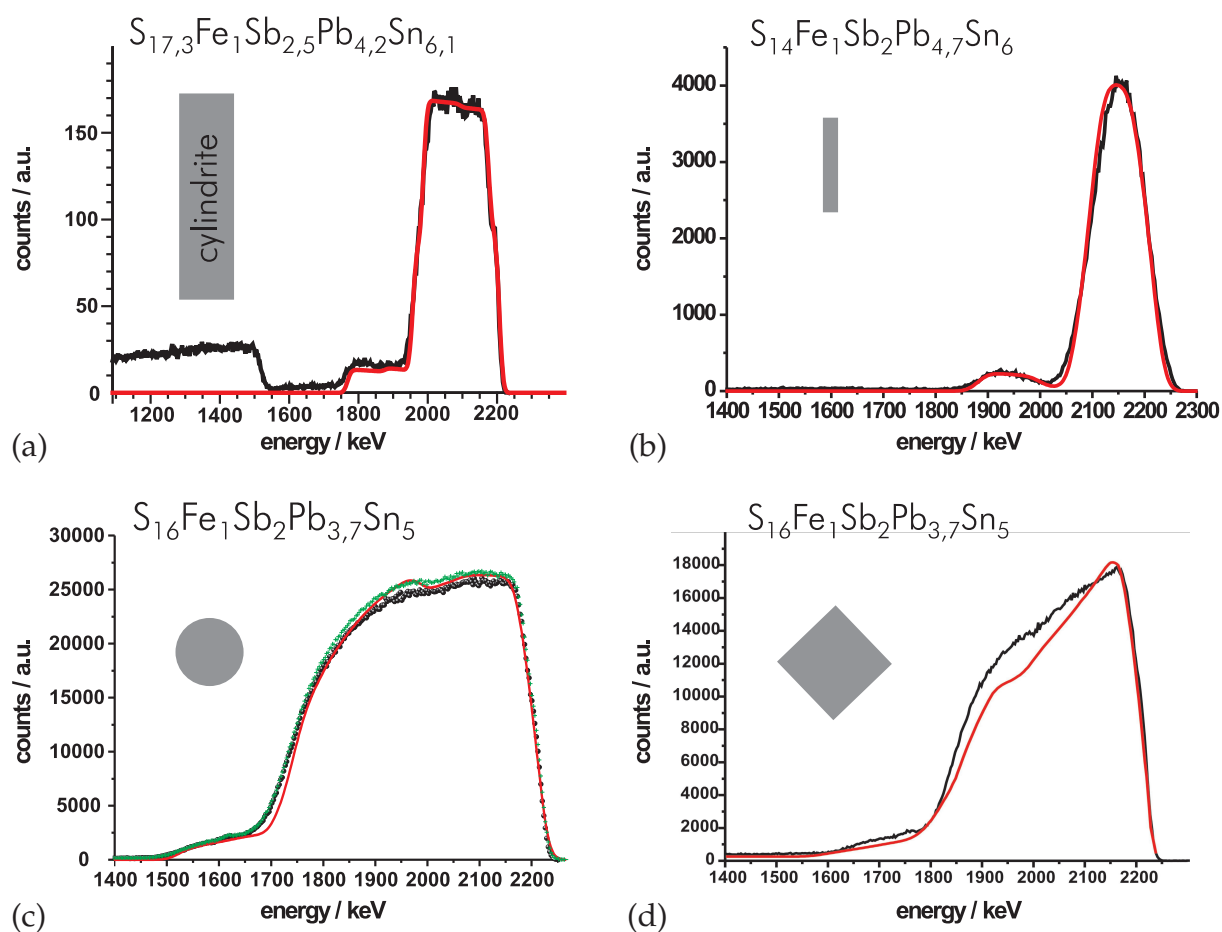 S17,3Fe1Sb2,5Pb4,2Sn6,1
150
100
50
0
counts / a.u.
cylindrite
1200 1400 1600 1800 2000 2200
energy / keV
(a)
S14Fe1Sb2Pb4,7Sn6
4000
3000
2000
1000
0
counts / a.u.
1400 1500 1600 1700 1800 1900 2000 2100 2200 2300
energy / keV
(b)
S16Fe1Sb2Pb3,7Sn5
30000
25000
20000
15000
10000
5000
0
counts / a.u.
1400 1500 1600 1700 1800 1900 2000 2100 2200
energy / keV
(c)
S16Fe1Sb2Pb3,7Sn5
18000
16000
14000
12000
10000
8000
6000
4000
2000
0
counts / a.u.
1400 1500 1600 1700 1800 1900 2000 2100 2200
energy / keV
(d)